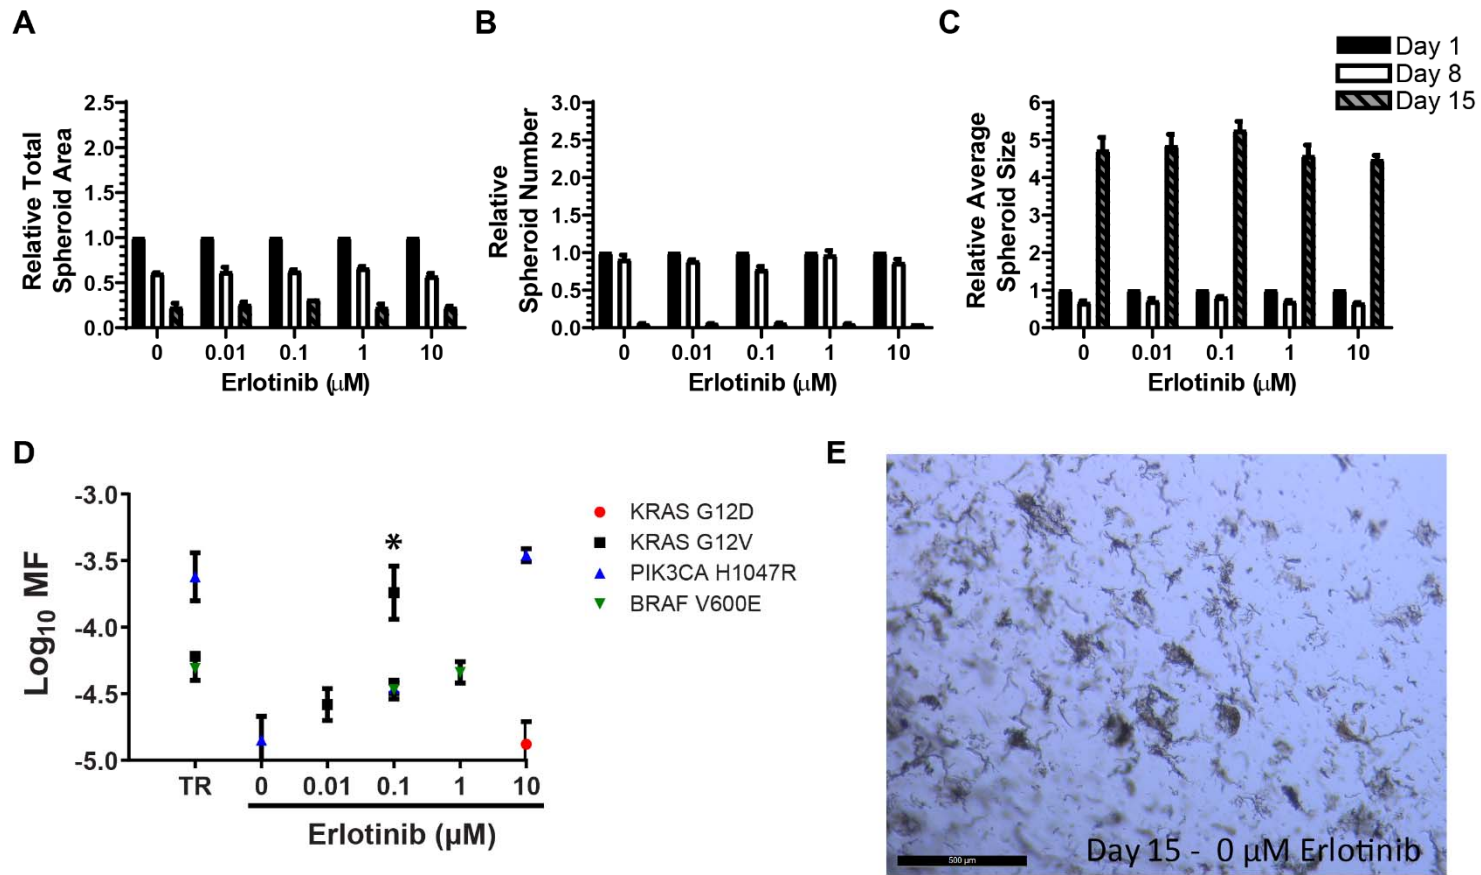 A
B
C
Day 1
Day 8
Day 15
Relative Total
Spheroid Area
2.5
2.0
1.5
1.0
0.5
0.0
0
0.01
0.1
1
10
Erlotinib (μM)
Relative
Spheroid Number
3.0
2.5
2.0
1.5
1.0
0.5
0.0
0
0.01
0.1
1
10
Erlotinib (μM)
Relative Average
Spheroid Size
6
5
4
3
2
1
0
0
0.01
0.1
1
10
Erlotinib (μM)
D
Log10 MF
-3.0
-3.5
-4.0
-4.5
-5.0
*
TR
0
0.01
0.1
1
10
Erlotinib (μM)
KRAS G12D
KRAS G12V
PIK3CA H1047R
BRAF V600E
E
500 μm
Day 15 - 0 μM Erlotinib